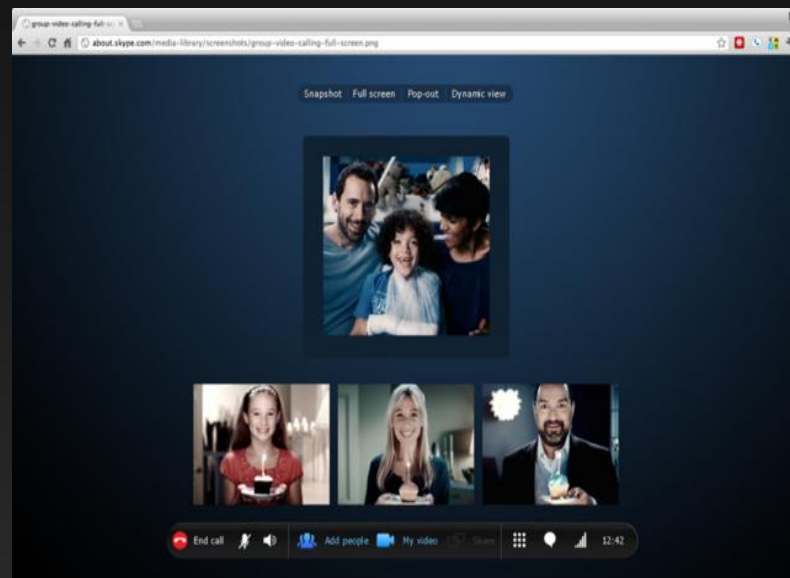 group-video-calling-full-sc
about.skype.com/media-library/screenshots/group-video-calling-full-screen.png
Snapshot Full screen Pop-out Dynamic view
End call Add people My video Share 12:42